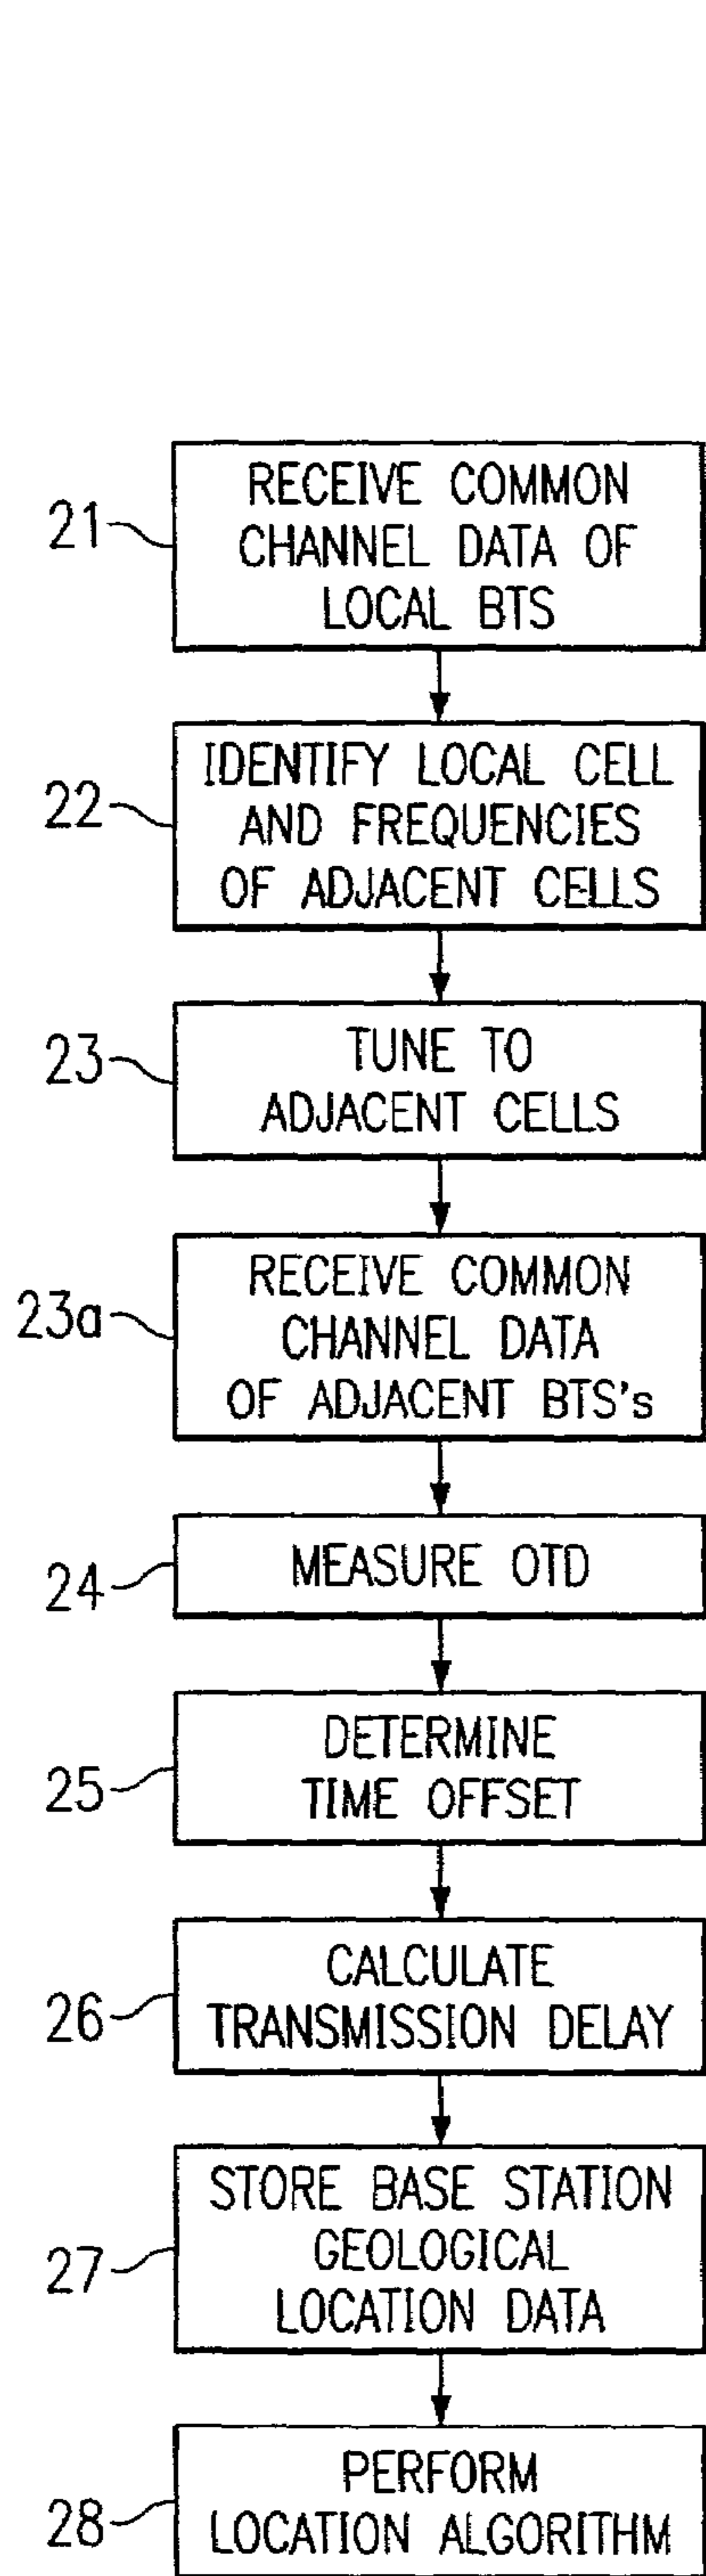 21
RECEIVE COMMON
CHANNEL DATA OF
LOCAL BTS
22
IDENTIFY LOCAL CELL
AND FREQUENCIES
OF ADJACENT CELLS
23
TUNE TO
ADJACENT CELLS
23a
RECEIVE COMMON
CHANNEL DATA
OF ADJACENT BTS's
24
MEASURE OTD
25
DETERMINE
TIME OFFSET
26
CALCULATE
TRANSMISSION DELAY
27
STORE BASE STATION
GEOLOGICAL
LOCATION DATA
28
PERFORM
LOCATION ALGORITHM